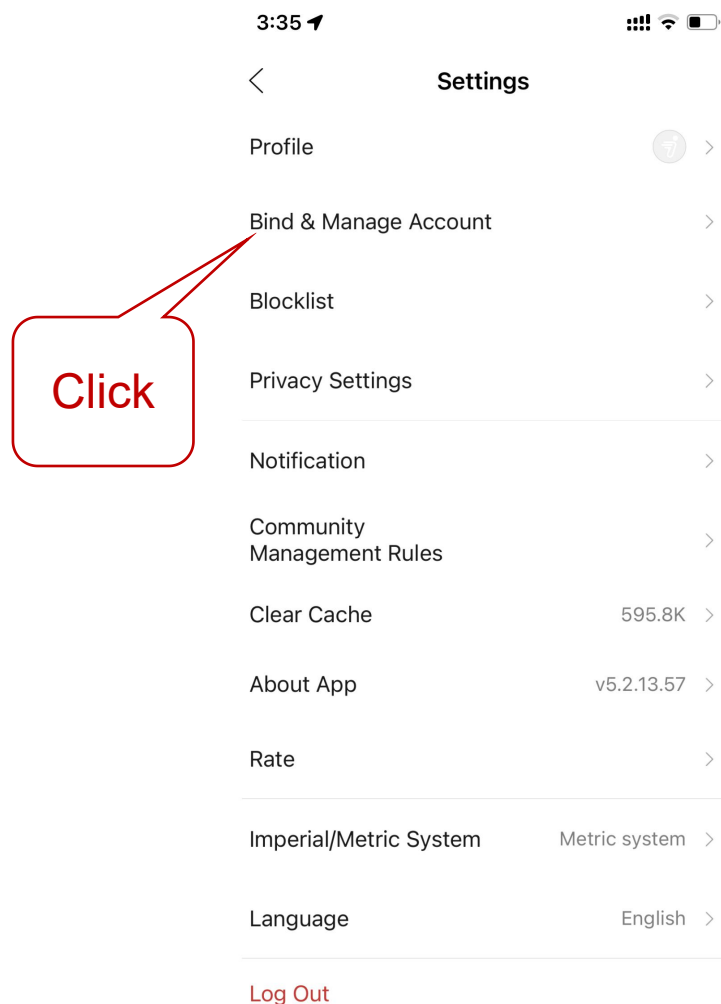 3:35
Settings
Profile
Bind & Manage Account
Blocklist
Click
Privacy Settings
Notification
Community
Management Rules
Clear Cache 595.8K
About App v5.2.13.57
Rate
Imperial/Metric System Metric system
Language English
Log Out